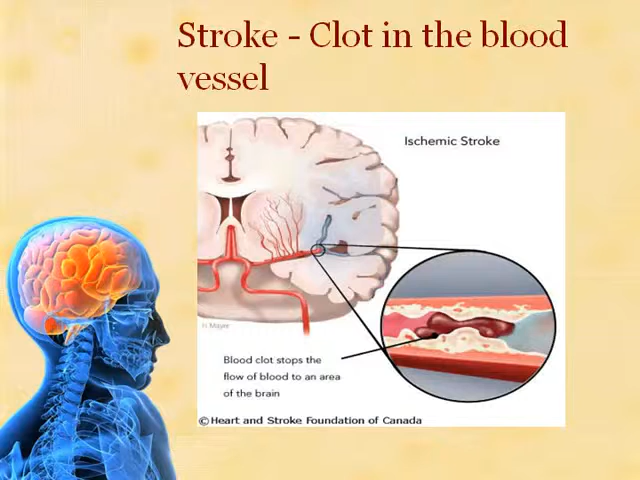 Stroke - Clot in the blood
vessel
Ischemic Stroke
H Mayer
Blood clot stops the
flow of blood to an area
of the brain
©Heart and Stroke Foundation of Canada